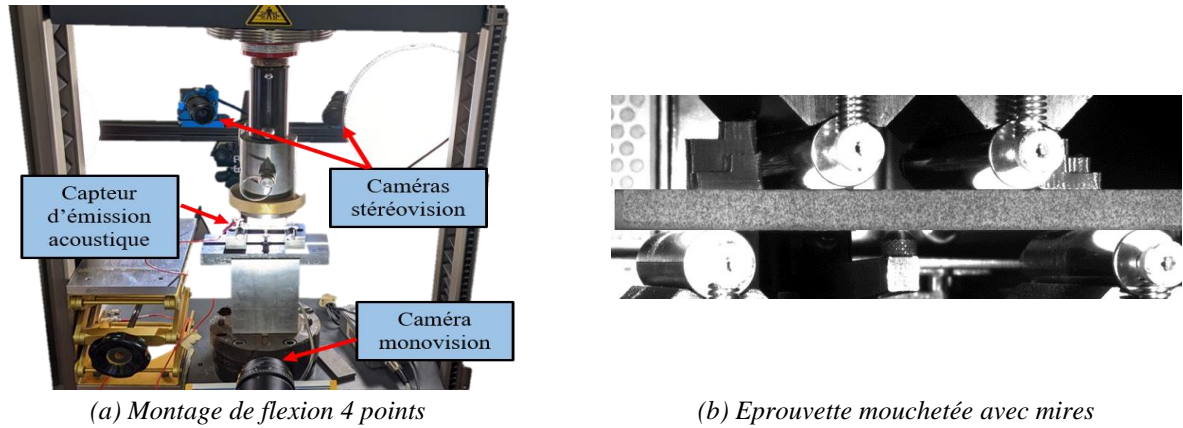 Capteur
d'émission
acoustique
Caméras
stéréovision
Caméra
monovision
(a) Montage de flexion 4 points
(b) Eprouvette mouchetée avec mires